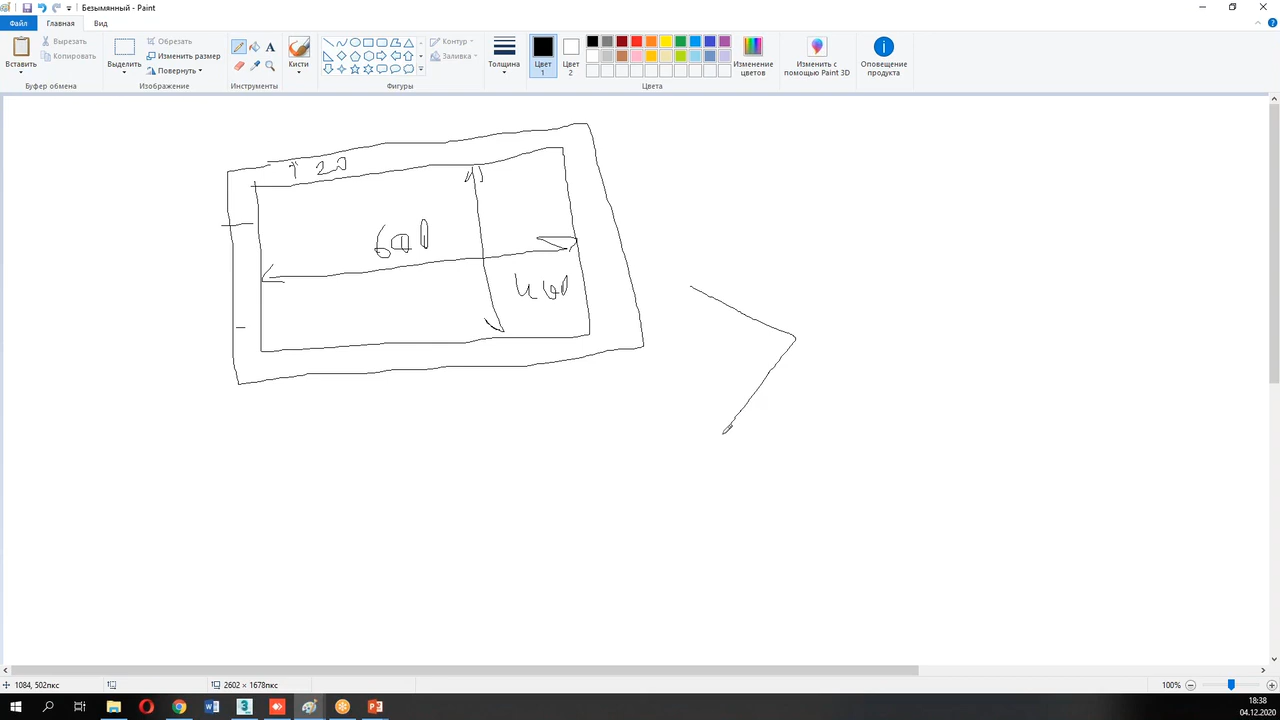 Безымянный - Paint
Файл Главная Вид
Вставить
Вырезать
Копировать
Буфер обмена
Выделить
Обрезать
Изменить размер
Повернуть
Изображение
Инструменты
Кисти
Фигуры
Контур
Заливка
Толщина
Цвет 1
Цвет 2
Цвета
Изменение цветов
Изменить с помощью Paint 3D
Оповещение продукта
20
600
400
1084, 502пкс
2602 × 1678пкс
100%
18:38
04.12.2020